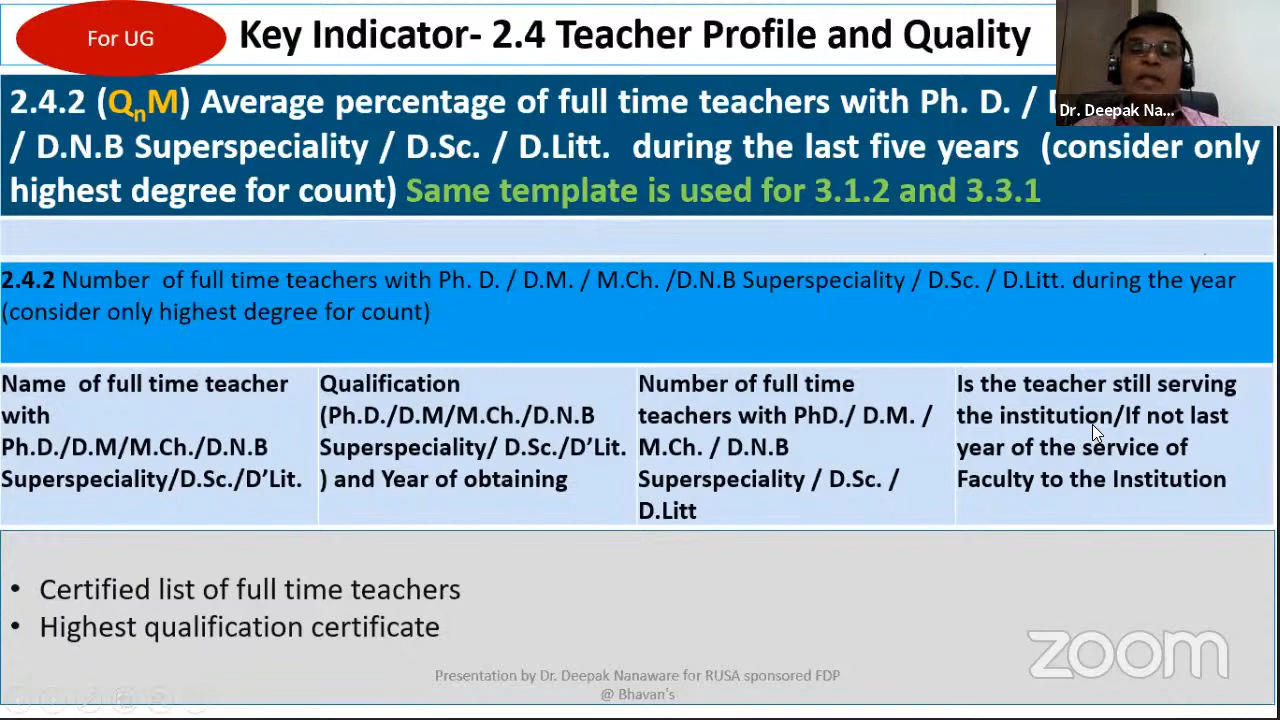 For UG
Key Indicator- 2.4 Teacher Profile and Quality
2.4.2 (QnM) Average percentage of full time teachers with Ph. D. /
Dr. Deepak Na...
/ D.N.B Superspeciality / D.Sc. / D.Litt. during the last five years (consider only
highest degree for count) Same template is used for 3.1.2 and 3.3.1
2.4.2 Number of full time teachers with Ph. D. / D.M. / M.Ch. /D.N.B Superspeciality / D.Sc. / D.Litt. during the year
(consider only highest degree for count)
Name of full time teacher
with
Ph.D./D.M/M.Ch./D.N.B
Superspeciality/D.Sc./D'Lit.
Qualification
(Ph.D./D.M/M.Ch./D.N.B
Superspeciality/ D.Sc./D'Lit.
) and Year of obtaining
Number of full time
teachers with PhD./ D.M. /
M.Ch. / D.N.B
Superspeciality / D.Sc. /
D.Litt
Is the teacher still serving
the institution/If not last
year of the service of
Faculty to the Institution
• Certified list of full time teachers
• Highest qualification certificate
zoom
Presentation by Dr. Deepak Nanaware for RUSA sponsored FDP
@ Bhavan's